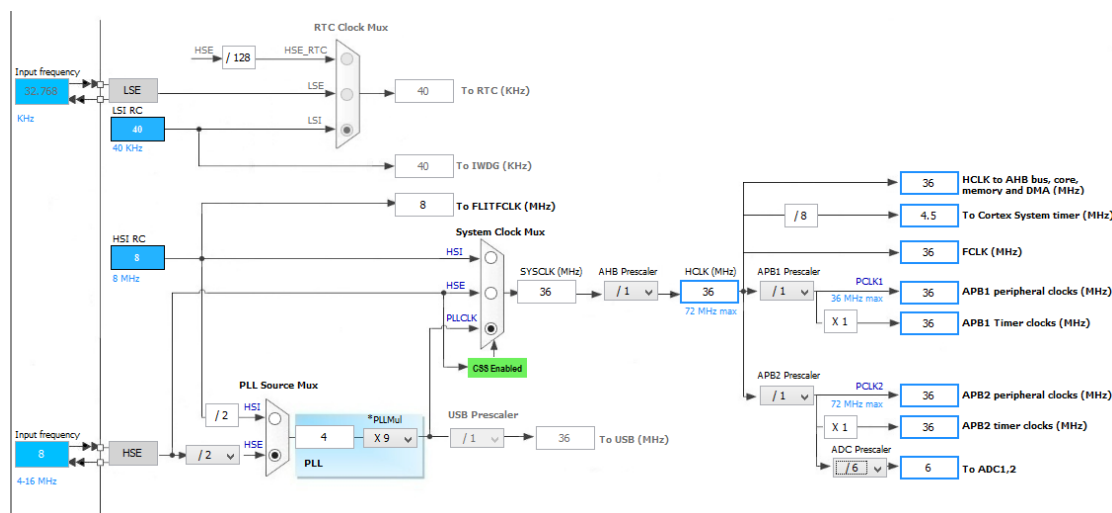 RTC Clock Mux
HSE
/ 128
HSE_RTC
Input frequency
32.768
KHz
LSE
LSE
40
To RTC (KHz)
LSI RC
40
40 KHz
LSI
40
To IWDG (KHz)
8
To FLITFCLK (MHz)
HSI RC
8
8 MHz
System Clock Mux
HSI
HSE
PLLCLK
SYSCLK (MHz)
36
AHB Prescaler
/ 1
HCLK (MHz)
36
72 MHz max
CSS Enabled
36
HCLK to AHB bus, core,
memory and DMA (MHz)
/ 8
4.5
To Cortex System timer (MHz)
36
FCLK (MHz)
APB1 Prescaler
/ 1
PCLK1
36 MHz max
36
APB1 peripheral clocks (MHz)
X 1
36
APB1 Timer clocks (MHz)
APB2 Prescaler
/ 1
PCLK2
72 MHz max
36
APB2 peripheral clocks (MHz)
X 1
36
APB2 timer clocks (MHz)
ADC Prescaler
/ 6
6
To ADC1,2
PLL Source Mux
/ 2
HSI
Input frequency
8
4-16 MHz
HSE
/ 2
HSE
4
*PLLMul
X 9
PLL
USB Prescaler
/ 1
36
To USB (MHz)